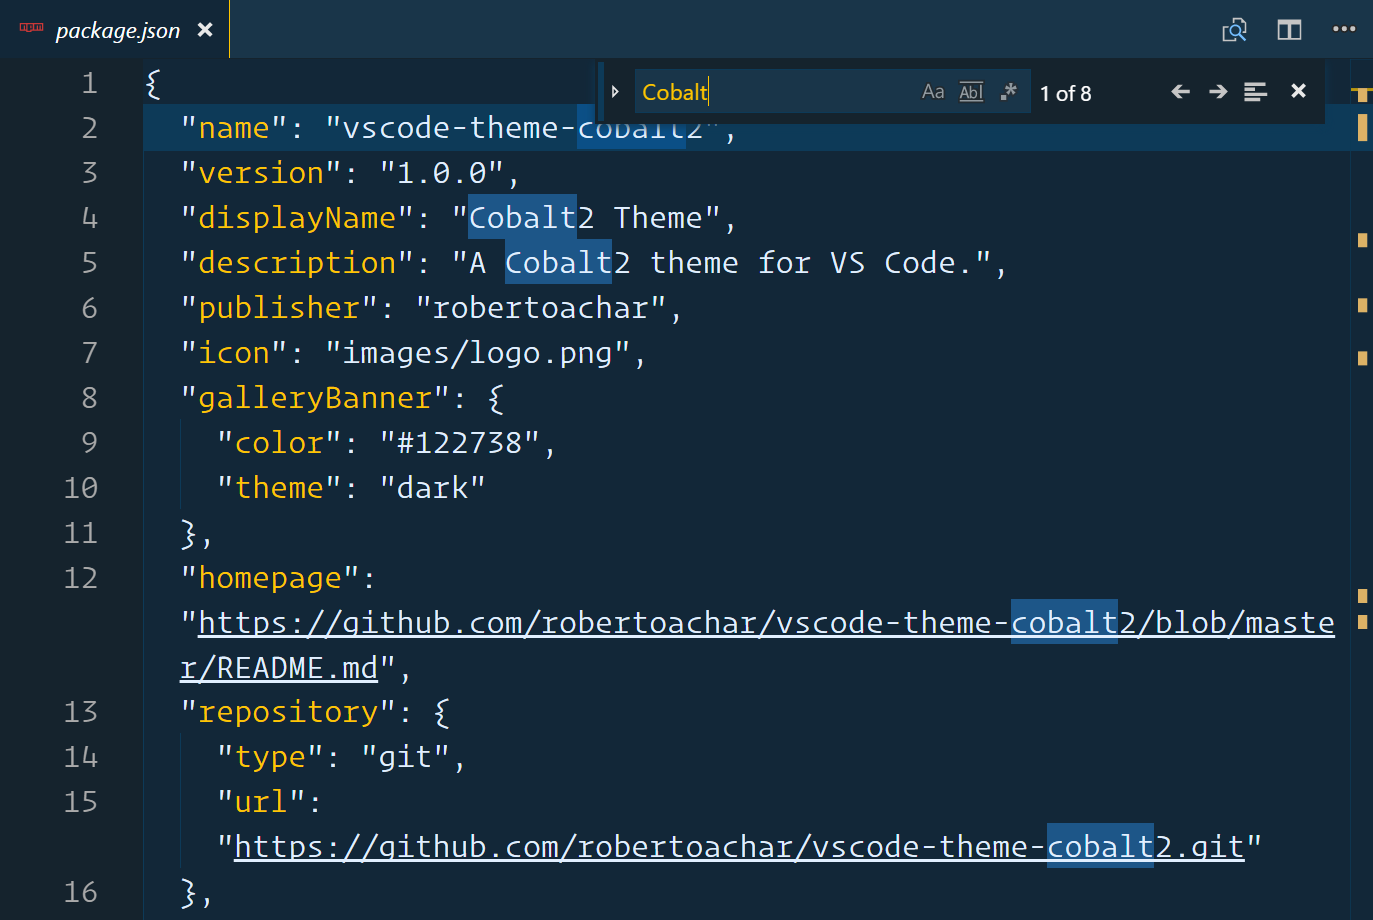 package.json
Cobalt Aa Abl .* 1 of 8
1 {
2 "name": "vscode-theme-cobalt2",
3 "version": "1.0.0",
4 "displayName": "Cobalt2 Theme",
5 "description": "A Cobalt2 theme for VS Code.",
6 "publisher": "robertoachar",
7 "icon": "images/logo.png",
8 "galleryBanner": {
9 "color": "#122738",
10 "theme": "dark"
11 },
12 "homepage":
"https://github.com/robertoachar/vscode-theme-cobalt2/blob/maste
r/README.md",
13 "repository": {
14 "type": "git",
15 "url":
"https://github.com/robertoachar/vscode-theme-cobalt2.git"
16 },